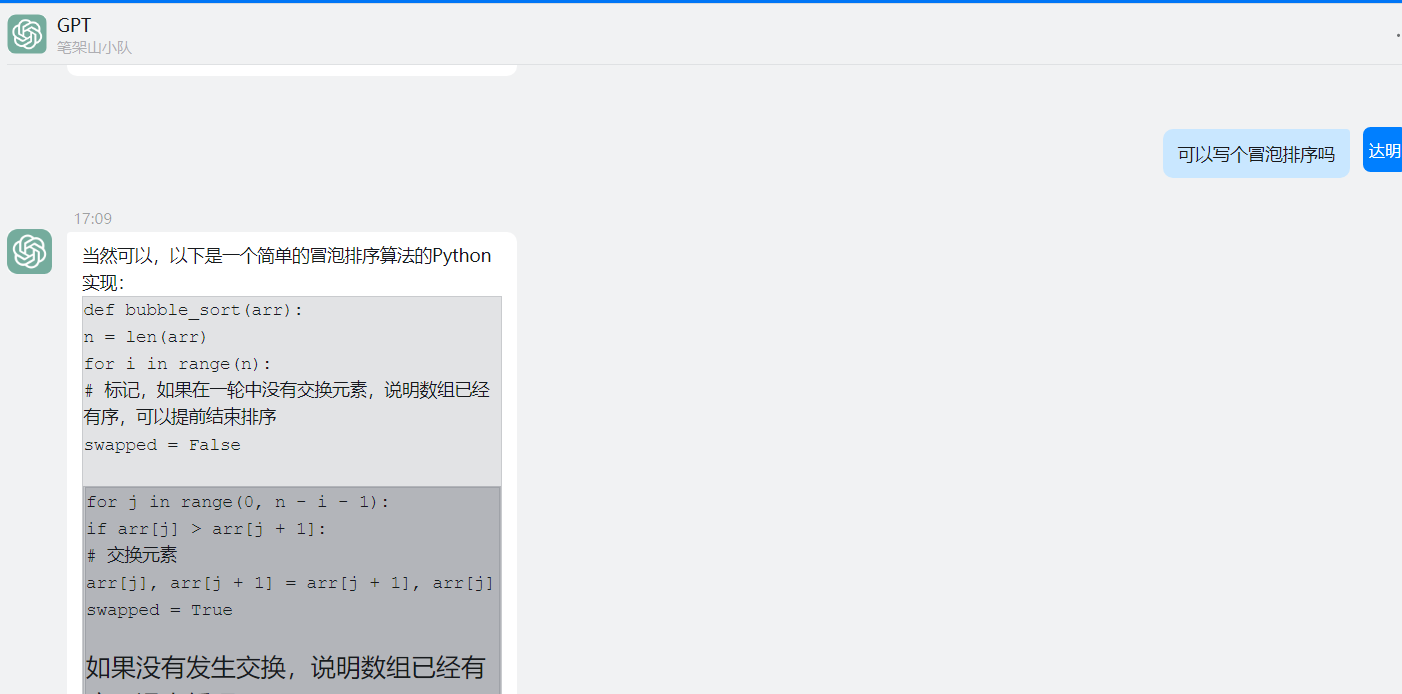 GPT
笔架山小队
可以写个冒泡排序吗
达明
17:09
当然可以，以下是一个简单的冒泡排序算法的Python
实现：
def bubble_sort(arr):
n = len(arr)
for i in range(n):
# 标记，如果在一轮中没有交换元素，说明数组已经
有序，可以提前结束排序
swapped = False
for j in range(0, n - i - 1):
if arr[j] > arr[j + 1]:
# 交换元素
arr[j], arr[j + 1] = arr[j + 1], arr[j]
swapped = True
如果没有发生交换，说明数组已经有